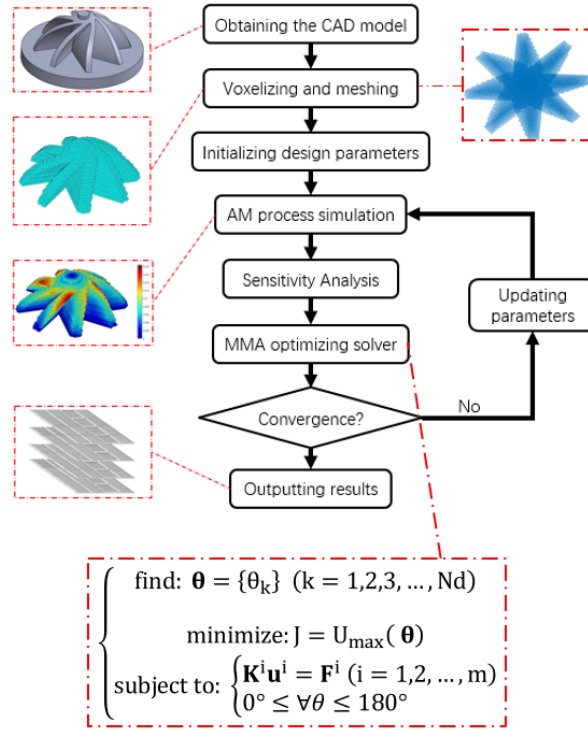 Obtaining the CAD model
Voxelizing and meshing
Initializing design parameters
AM process simulation
Sensitivity Analysis
Updating
parameters
MMA optimizing solver
Convergence?
No
Outputting results
find: 𝛉 = {θₖ} (k = 1,2,3, …, Nd)
minimize: J = Uₘₐₓ( 𝛉)
subject to: {𝐊ⁱ𝐮ⁱ = 𝐅ⁱ (i = 1,2, …, m)
0° ≤ ∀θ ≤ 180°